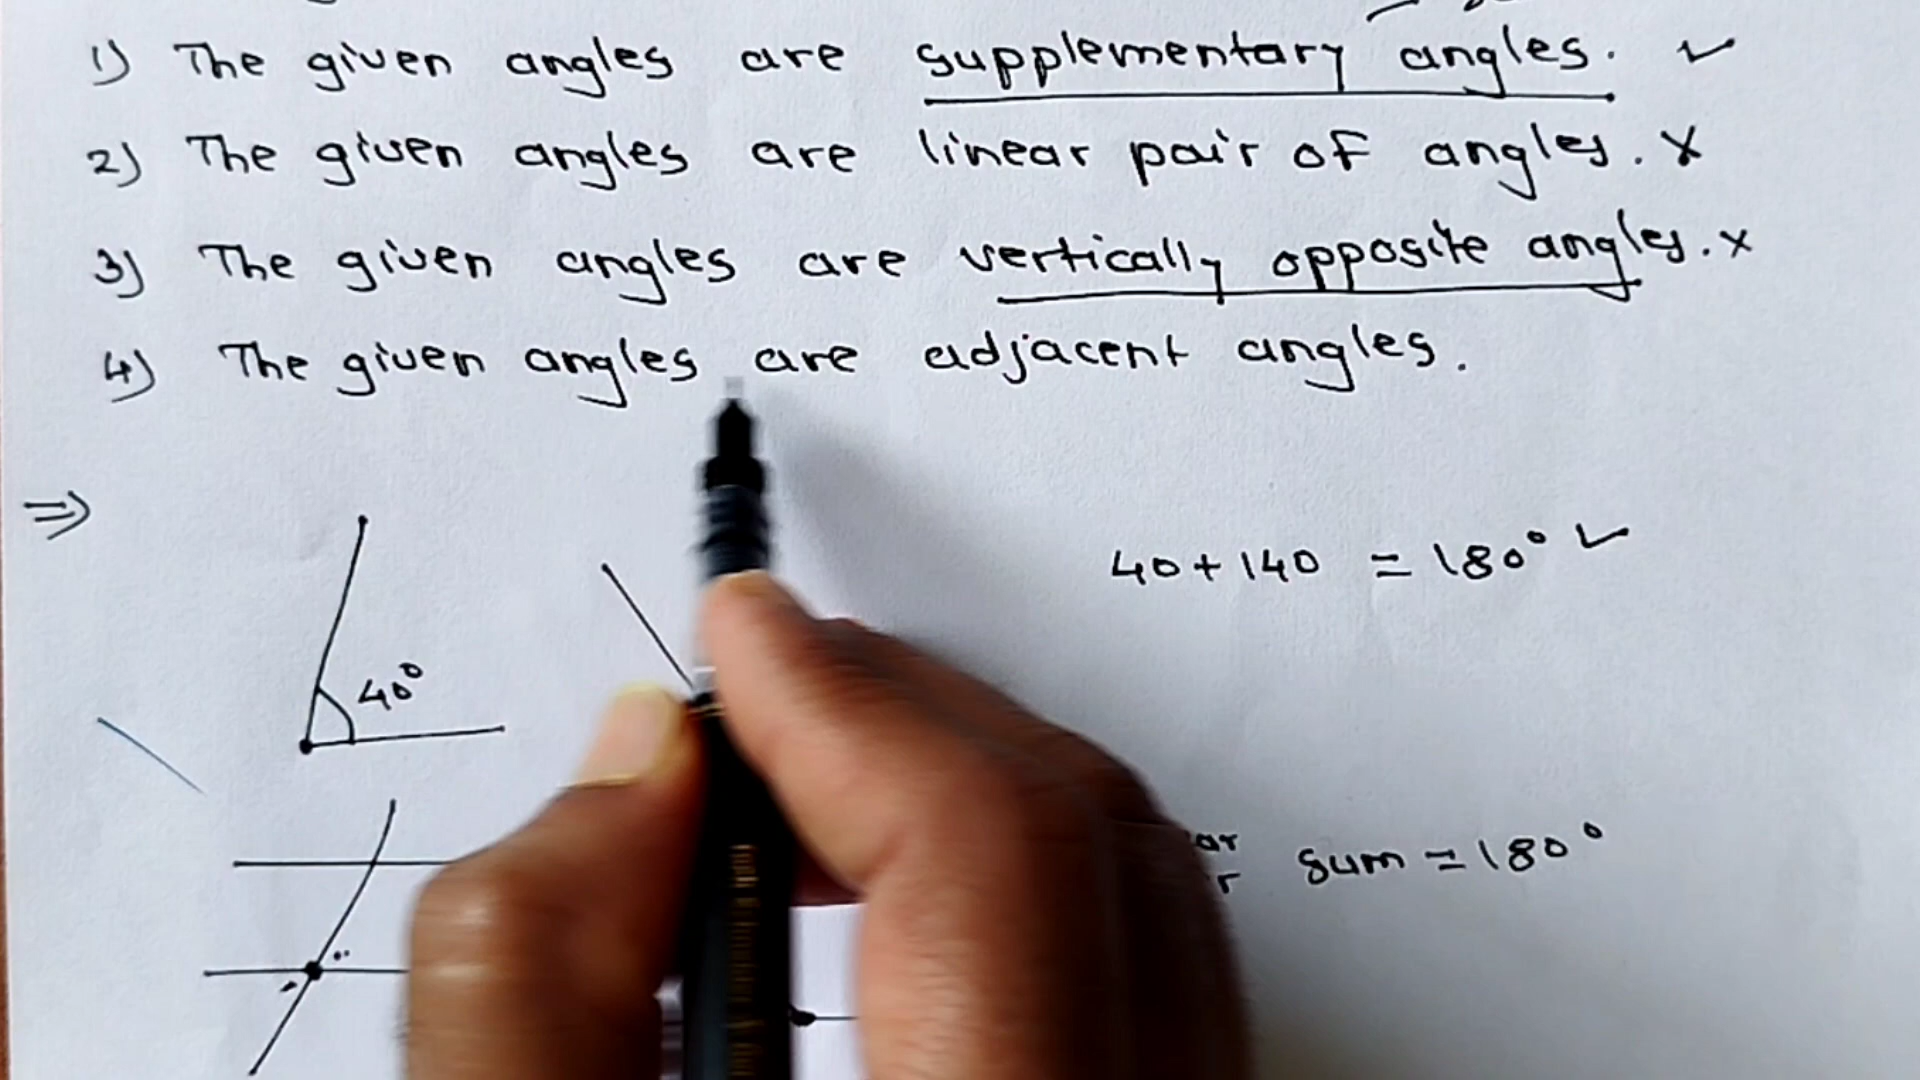 1) The given angles are supplementary angles. ✓
2) The given angles are linear pair of angles. x
3) The given angles are vertically opposite angles. x
4) The given angles are adjacent angles.
⇒
40+140 = 180° ✓
40°
sum = 180°